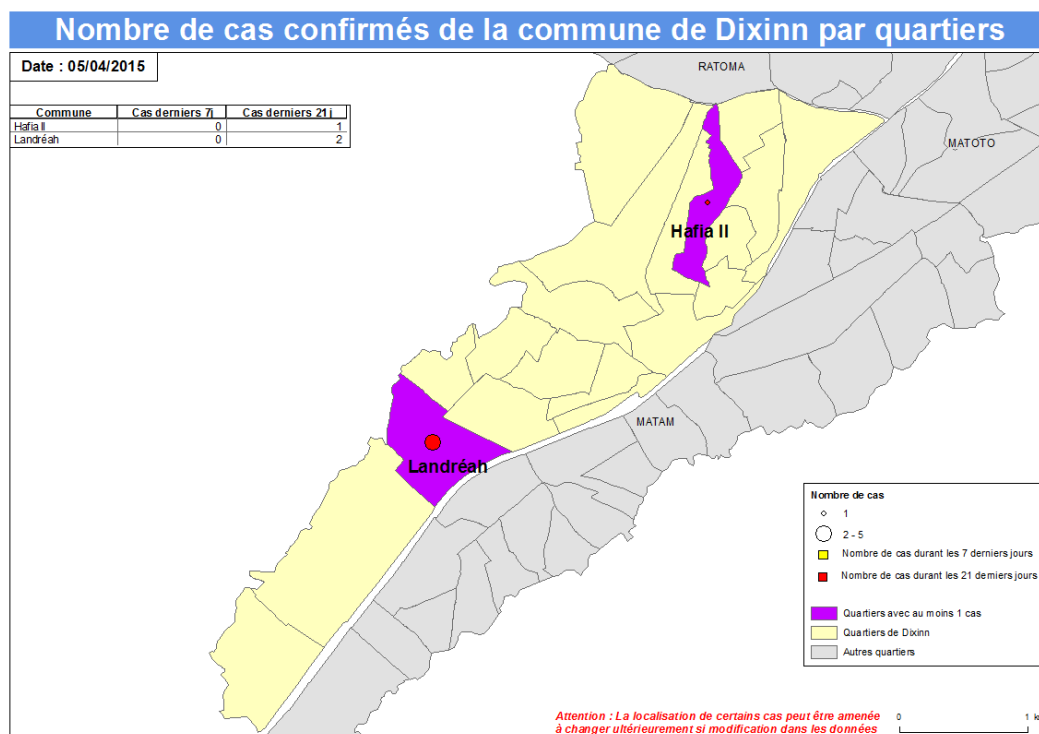 Nombre de cas confirmés de la commune de Dixinn par quartiers
Date : 05/04/2015
Commune Cas derniers 7j Cas derniers 21 j
Hafia II 0 1
Landréah 0 2
RATOMA
MATOTO
Hafia II
MATAM
Landréah
Nombre de cas
1
2 - 5
Nombre de cas durant les 7 derniers jours
Nombre de cas durant les 21 derniers jours
Quartiers avec au moins 1 cas
Quartiers de Dixinn
Autres quartiers
Attention : La localisation de certains cas peut être amenée
à changer ultérieurement si modification dans les données
0 1